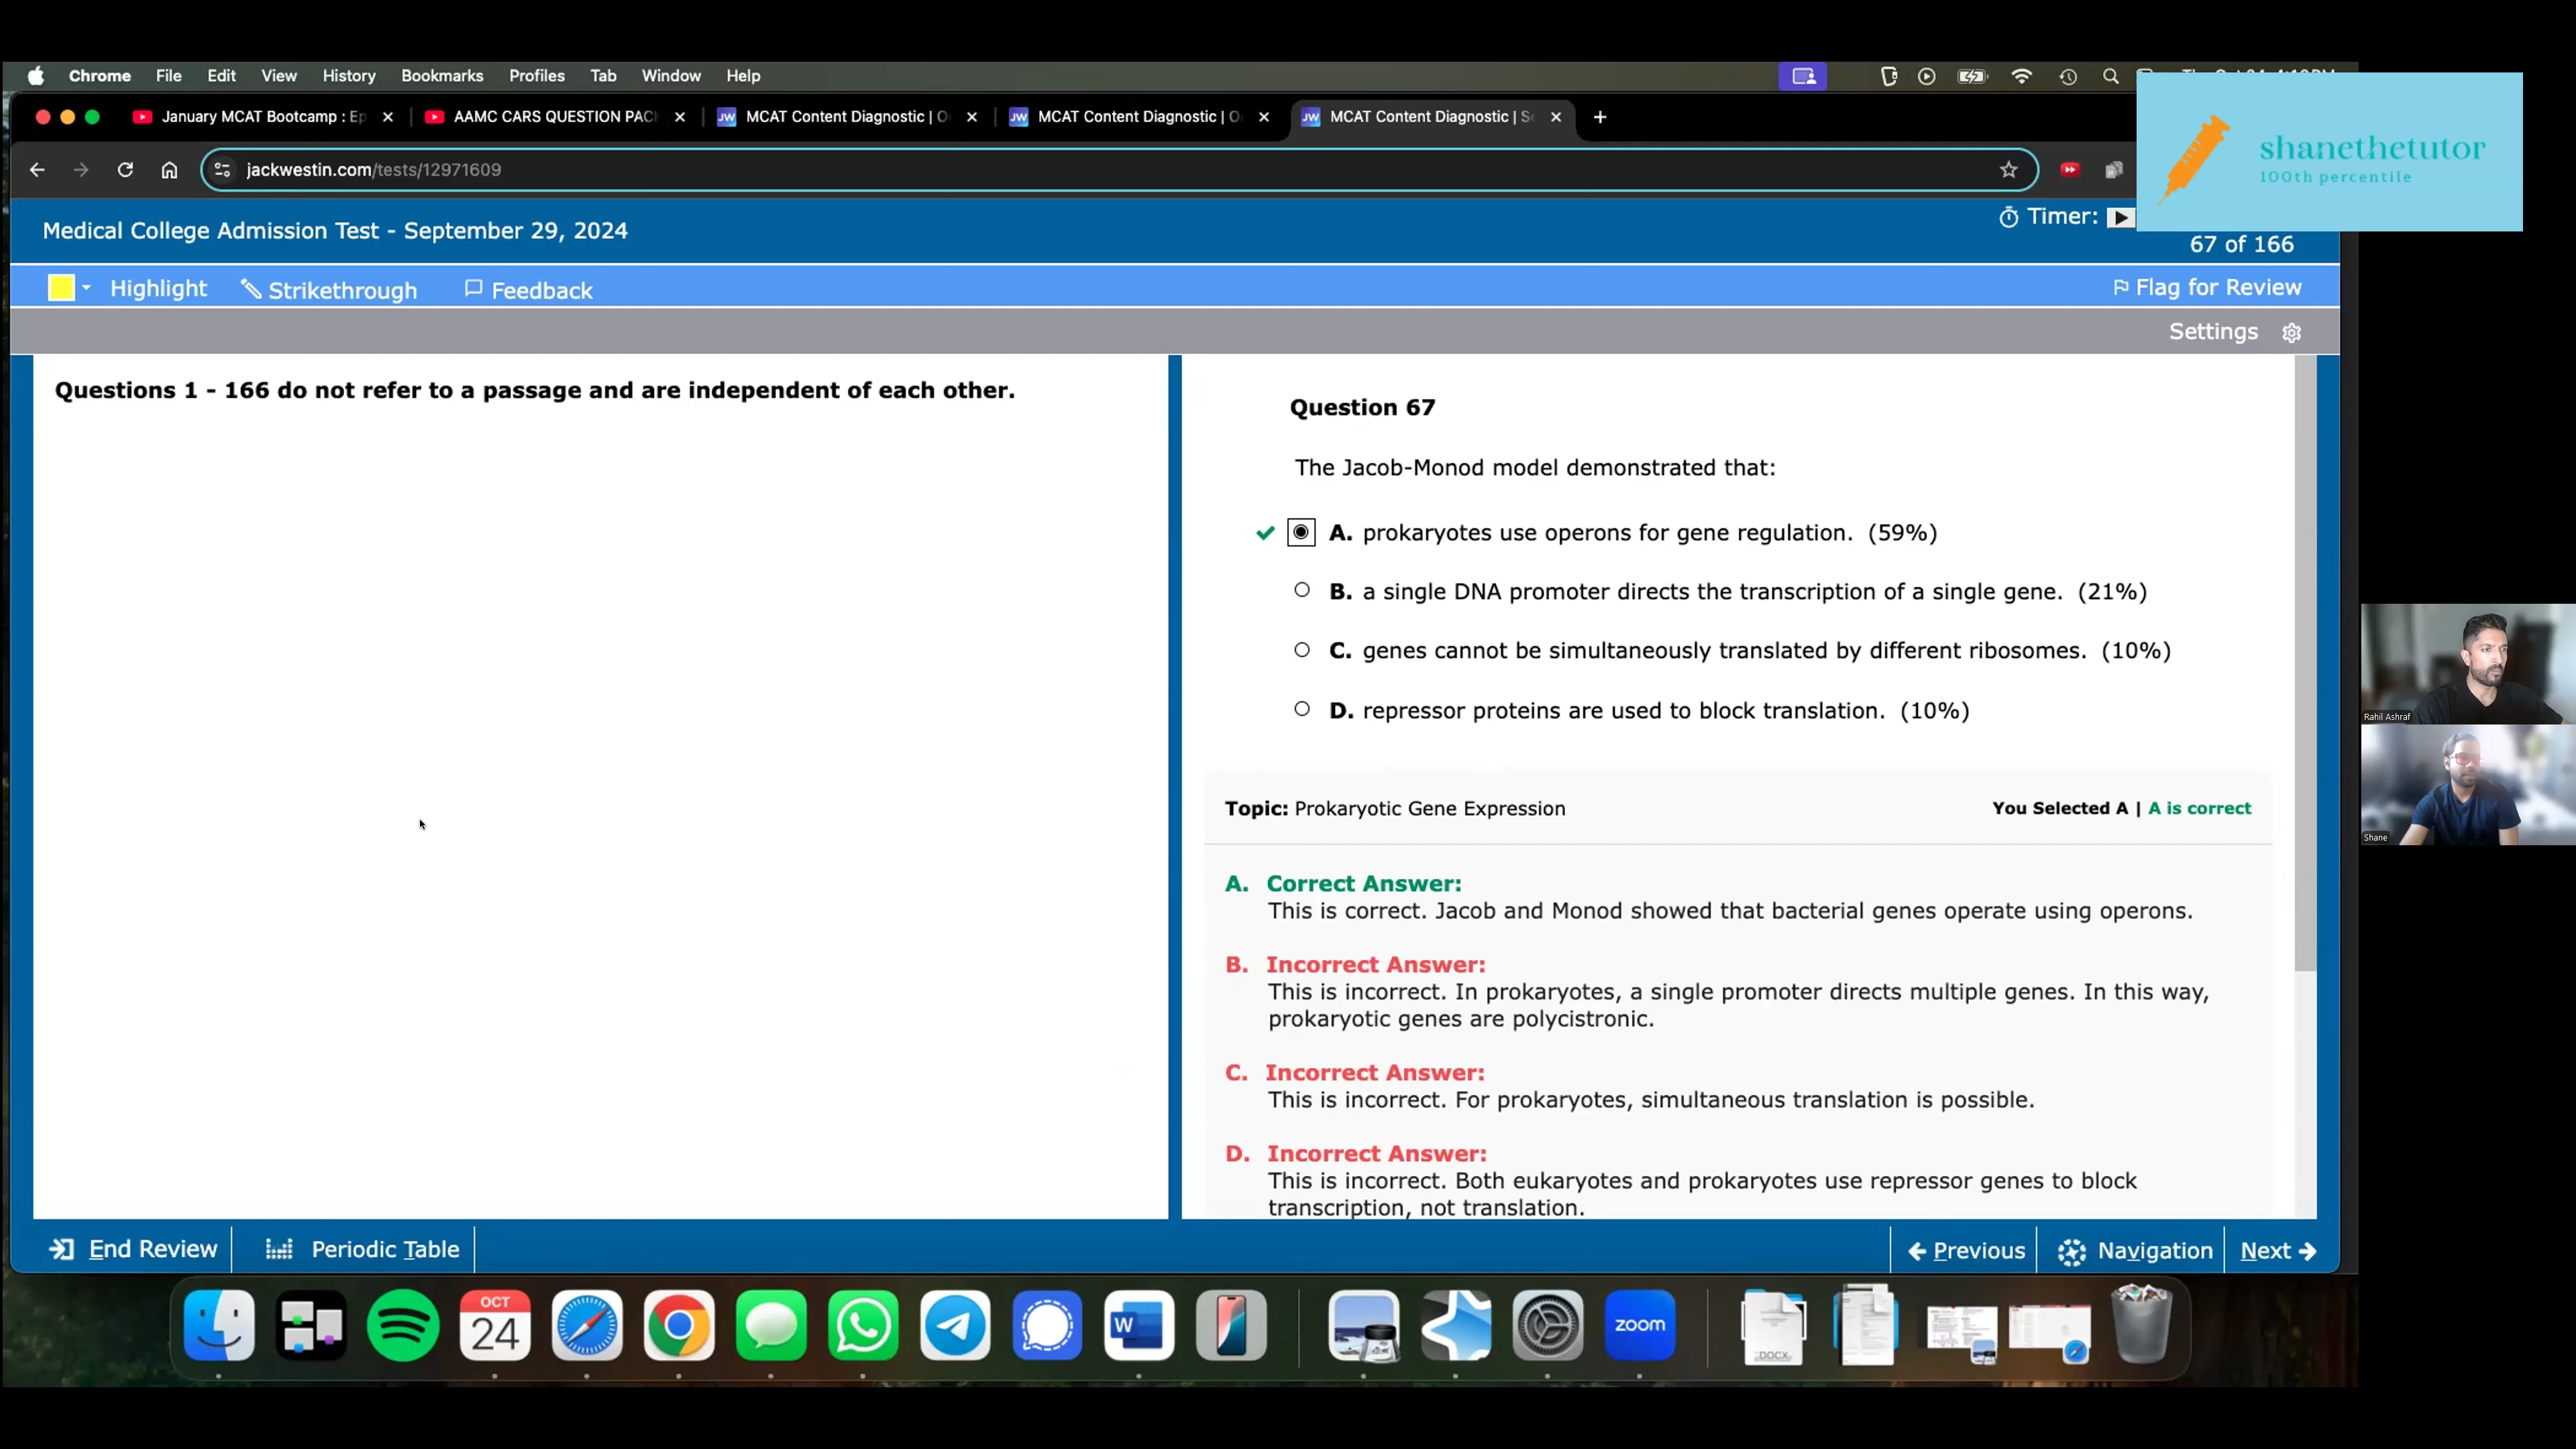 Chrome File Edit View History Bookmarks Profiles Tab Window Help
January MCAT Bootcamp : Ep
AAMC CARS QUESTION PAC
MCAT Content Diagnostic | O
MCAT Content Diagnostic | O
MCAT Content Diagnostic | S
jackwestin.com/tests/12971609
shanethetutor
100th percentile
Medical College Admission Test - September 29, 2024
Timer:
67 of 166
Highlight Strikethrough Feedback
Flag for Review
Settings
Questions 1 - 166 do not refer to a passage and are independent of each other.
Question 67
The Jacob-Monod model demonstrated that:
A. prokaryotes use operons for gene regulation. (59%)
B. a single DNA promoter directs the transcription of a single gene. (21%)
C. genes cannot be simultaneously translated by different ribosomes. (10%)
D. repressor proteins are used to block translation. (10%)
Topic: Prokaryotic Gene Expression
You Selected A | A is correct
A. Correct Answer:
This is correct. Jacob and Monod showed that bacterial genes operate using operons.
B. Incorrect Answer:
This is incorrect. In prokaryotes, a single promoter directs multiple genes. In this way,
prokaryotic genes are polycistronic.
C. Incorrect Answer:
This is incorrect. For prokaryotes, simultaneous translation is possible.
D. Incorrect Answer:
This is incorrect. Both eukaryotes and prokaryotes use repressor genes to block
transcription, not translation.
Rahil Ashraf
Shane
End Review
Periodic Table
Previous
Navigation
Next
OCT
24
W
zoom
DOCX